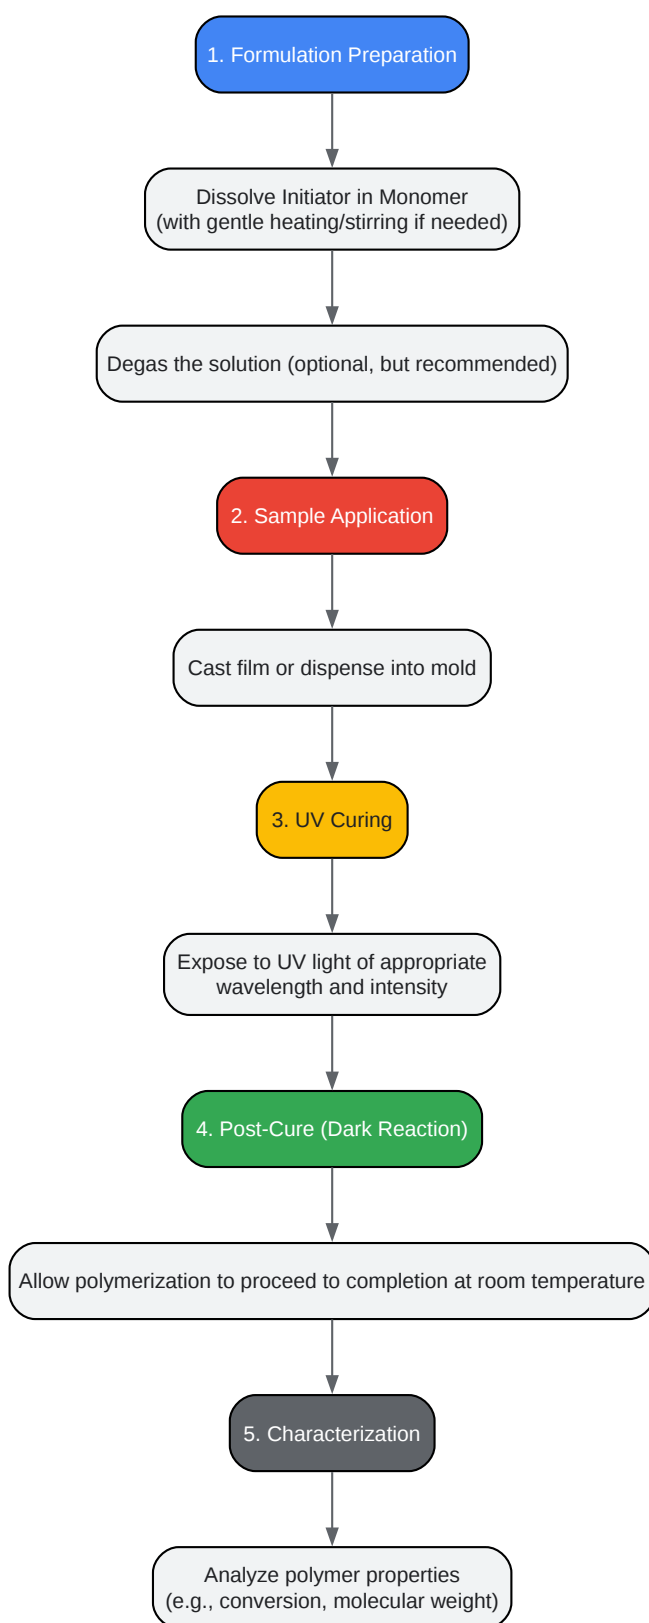 1. Formulation Preparation
Dissolve Initiator in Monomer
(with gentle heating/stirring if needed)
Degas the solution (optional, but recommended)
2. Sample Application
Cast film or dispense into mold
3. UV Curing
Expose to UV light of appropriate
wavelength and intensity
4. Post-Cure (Dark Reaction)
Allow polymerization to proceed to completion at room temperature
5. Characterization
Analyze polymer properties
(e.g., conversion, molecular weight)